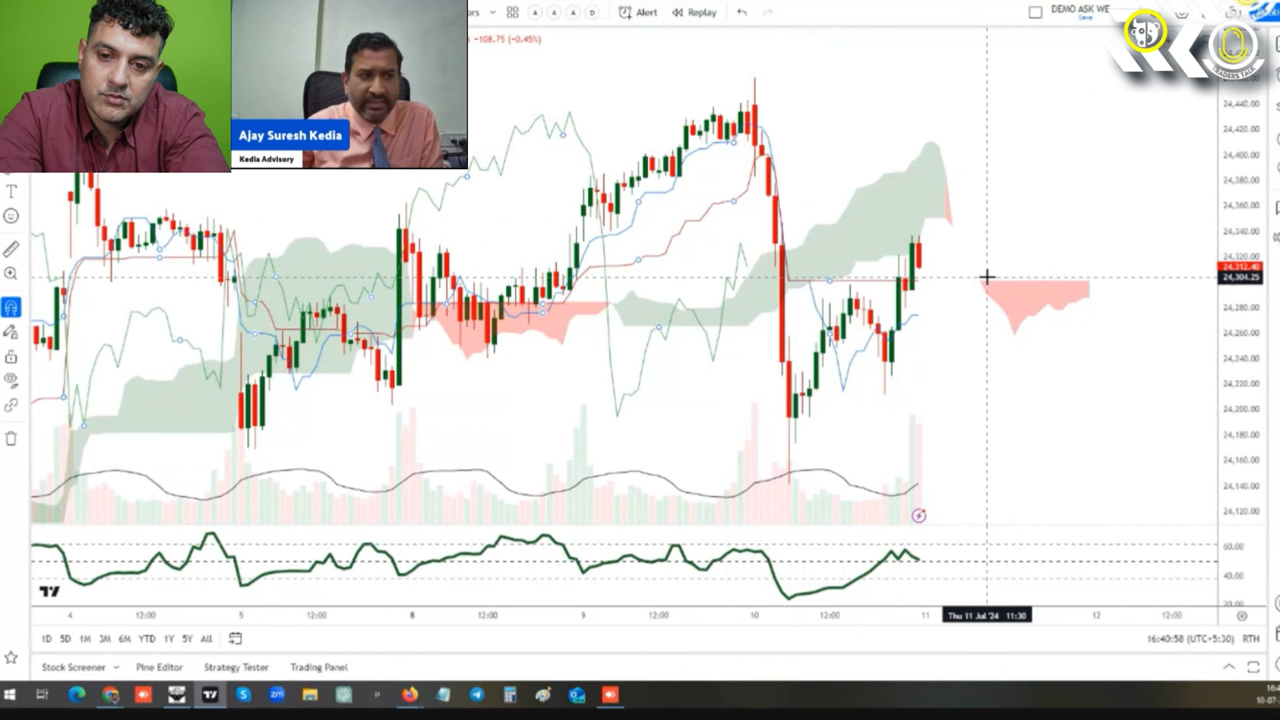 −108.75 (−0.45%)
Alert
Replay
DEMO ASK WE
Save
TRADERS TALK
Ajay Suresh Kedia
Kedia Advisory
24,440.00
24,420.00
24,400.00
24,380.00
24,360.00
24,340.00
24,320.00
24,312.40
24,304.25
24,280.00
24,260.00
24,240.00
24,220.00
24,200.00
24,180.00
24,160.00
24,140.00
24,120.00
60.00
40.00
20.00
4 12:00 5 12:00 8 12:00 9 12:00 10 12:00 11 Thu 11 Jul '24 11:30 12 12:00
1D 5D 1M 3M 6M YTD 1Y 5Y All
16:40:58 (UTC+5:30) RTH
Stock Screener Pine Editor Strategy Tester Trading Panel